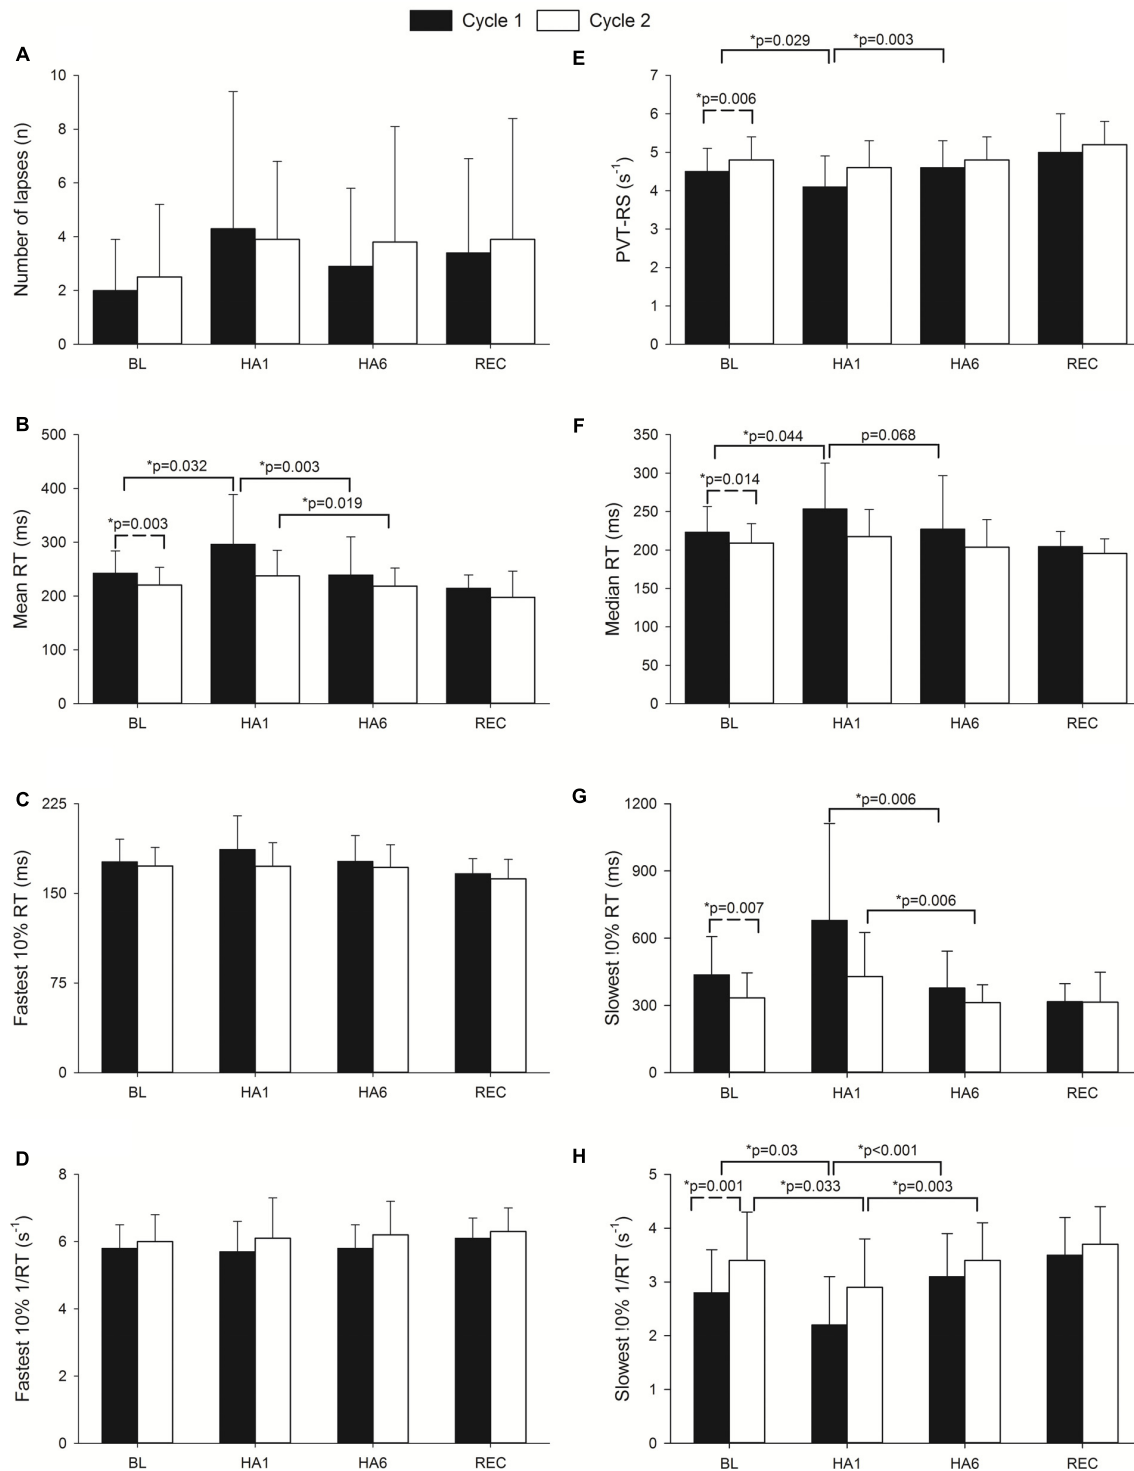 Cycle 1 Cycle 2
A
Number of lapses (n)
10
8
6
4
2
0
BL HA1 HA6 REC
E
*p=0.029 *p=0.003
*p=0.006
PVT-RS (s-1)
7
6
5
4
3
2
1
0
BL HA1 HA6 REC
B
Mean RT (ms)
500
400
300
200
100
0
*p=0.032 *p=0.003
*p=0.019
*p=0.003
BL HA1 HA6 REC
F
Median RT (ms)
350
300
250
200
150
100
50
0
*p=0.044 p=0.068
*p=0.014
BL HA1 HA6 REC
C
Fastest 10% RT (ms)
225
150
75
0
BL HA1 HA6 REC
G
Slowest !0% RT (ms)
1200
900
600
300
0
*p=0.006
*p=0.007 *p=0.006
BL HA1 HA6 REC
D
Fastest 10% 1/RT (s-1)
8
6
4
2
0
BL HA1 HA6 REC
H
*p=0.03 *p<0.001
*p=0.001 *p=0.033 *p=0.003
Slowest !0% 1/RT (s-1)
5
4
3
2
1
0
BL HA1 HA6 REC